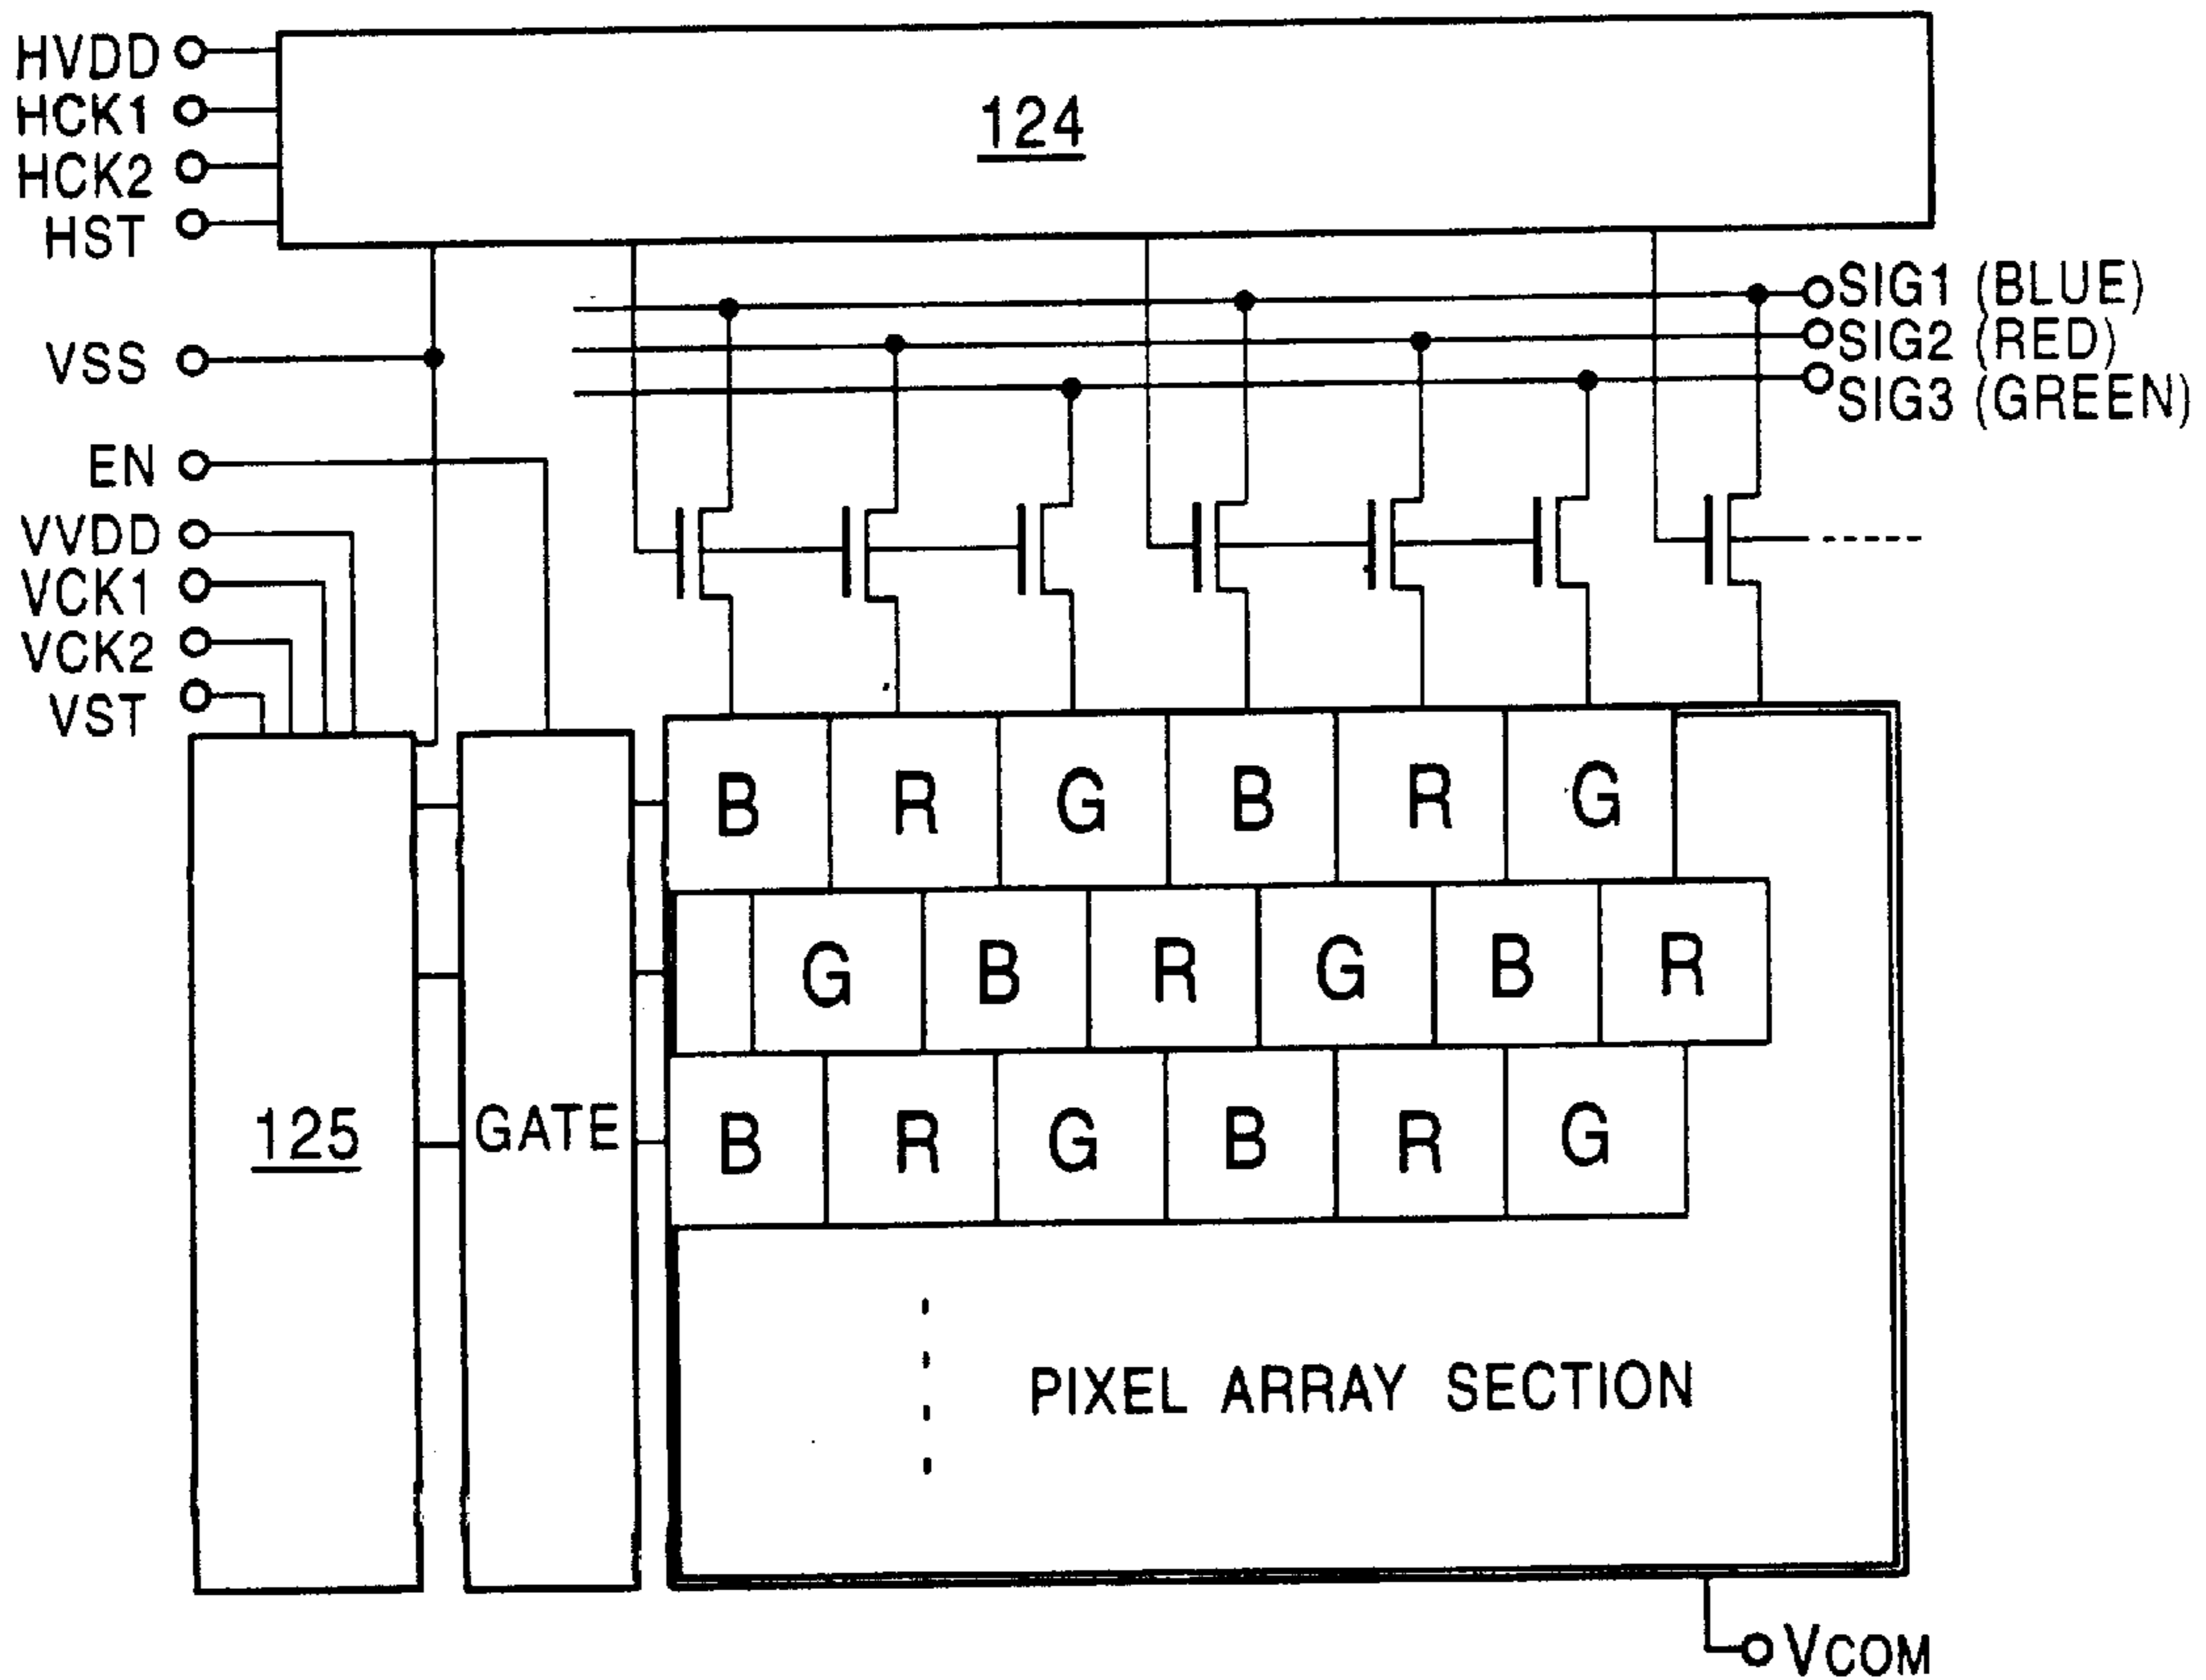 HVDD
HCK1
HCK2
HST
124
SIG1 (BLUE)
SIG2 (RED)
SIG3 (GREEN)
VSS
EN
VVDD
VCK1
VCK2
VST
B R G B R G
G B R G B R
B R G B R G
125
GATE
PIXEL ARRAY SECTION
VCOM